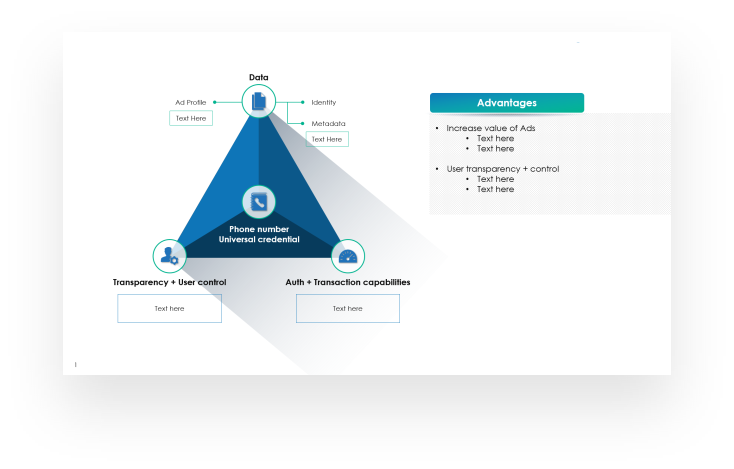 Data
Ad Profile
Identity
Text Here
Metadata
Text Here
Phone number
Universal credential
Transparency + User control
Auth + Transaction capabilities
Text here
Text here
Advantages
• Increase value of Ads
• Text here
• Text here
• User transparency + control
• Text here
• Text here